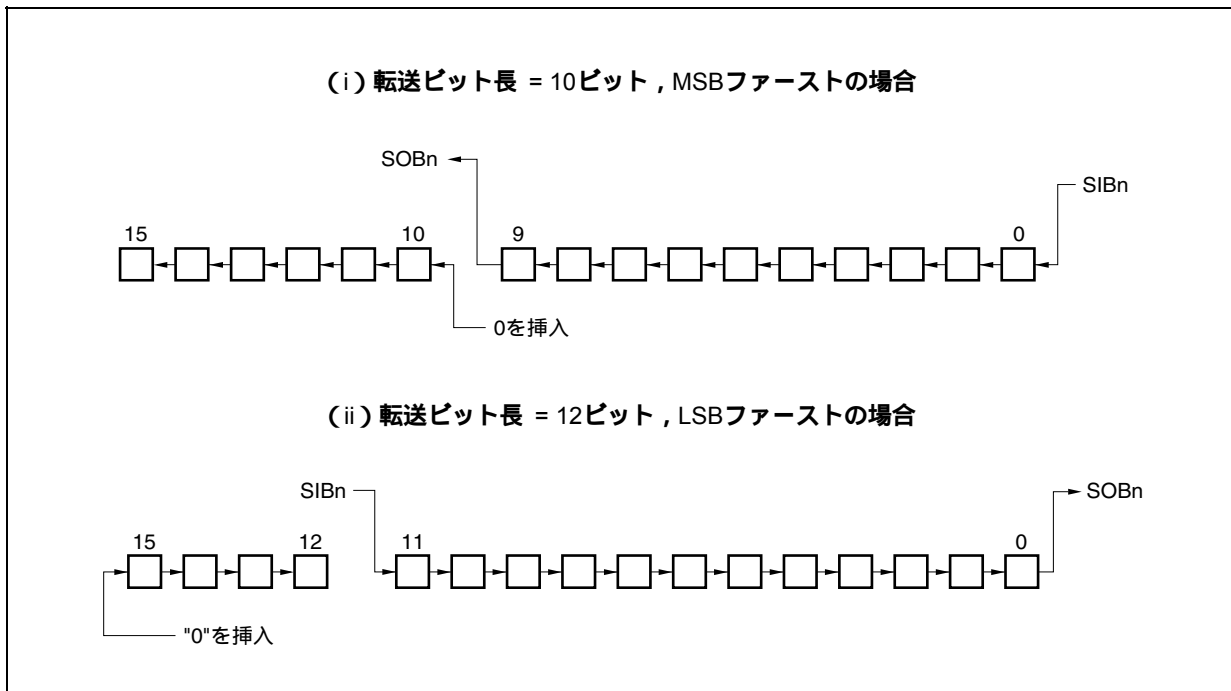 （i）転送ビット長 = 10ビット，MSBファーストの場合
SOBn
SIBn
15 10 9 0
0を挿入
（ii）転送ビット長 = 12ビット，LSBファーストの場合
SIBn
SOBn
15 12 11 0
"0"を挿入